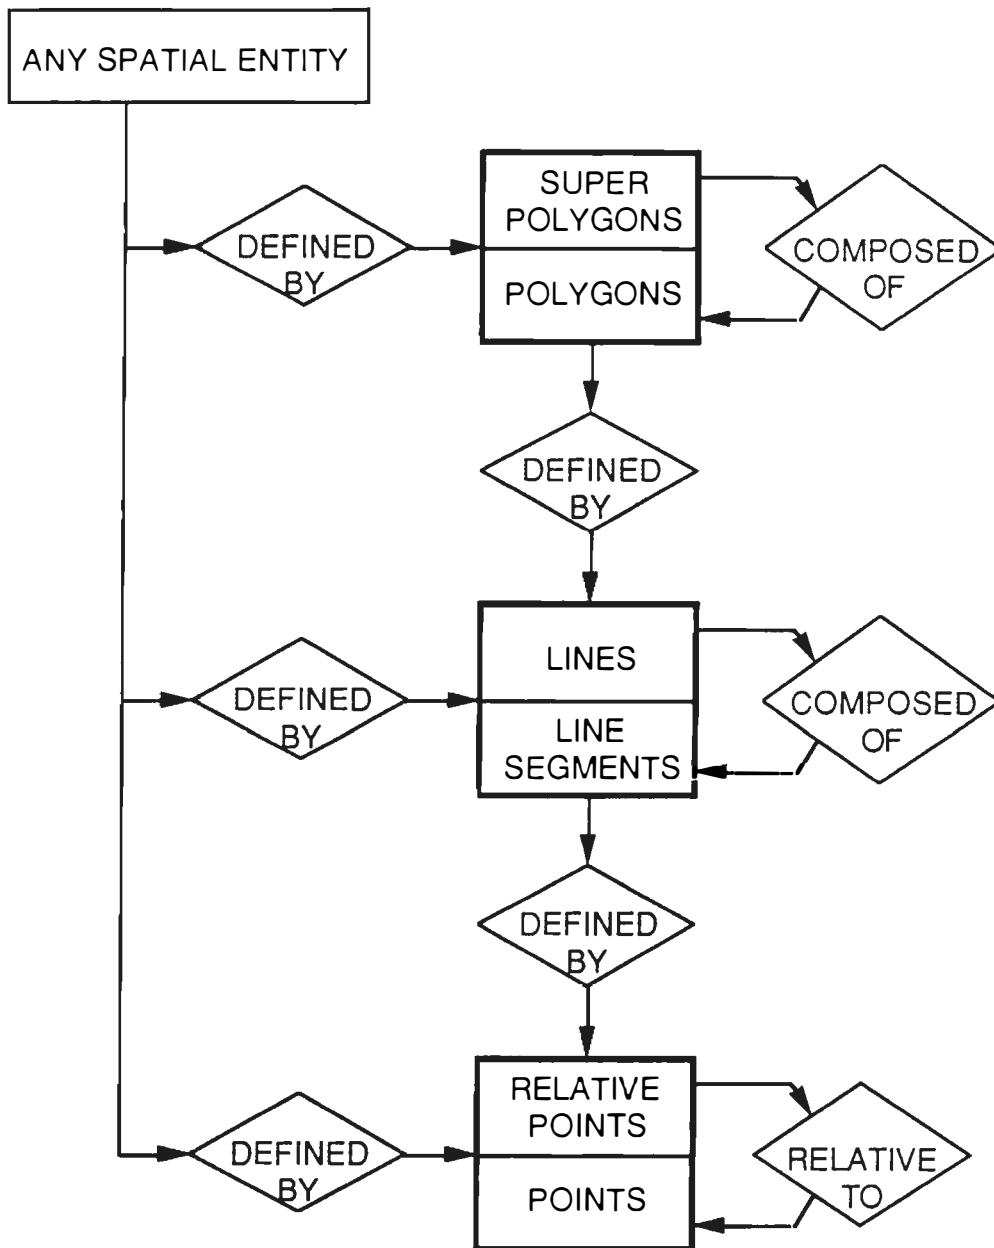 ANY SPATIAL ENTITY
SUPER
POLYGONS
DEFINED
BY
COMPOSED
OF
POLYGONS
DEFINED
BY
LINES
DEFINED
BY
COMPOSED
OF
LINE
SEGMENTS
DEFINED
BY
RELATIVE
POINTS
DEFINED
BY
RELATIVE
TO
POINTS